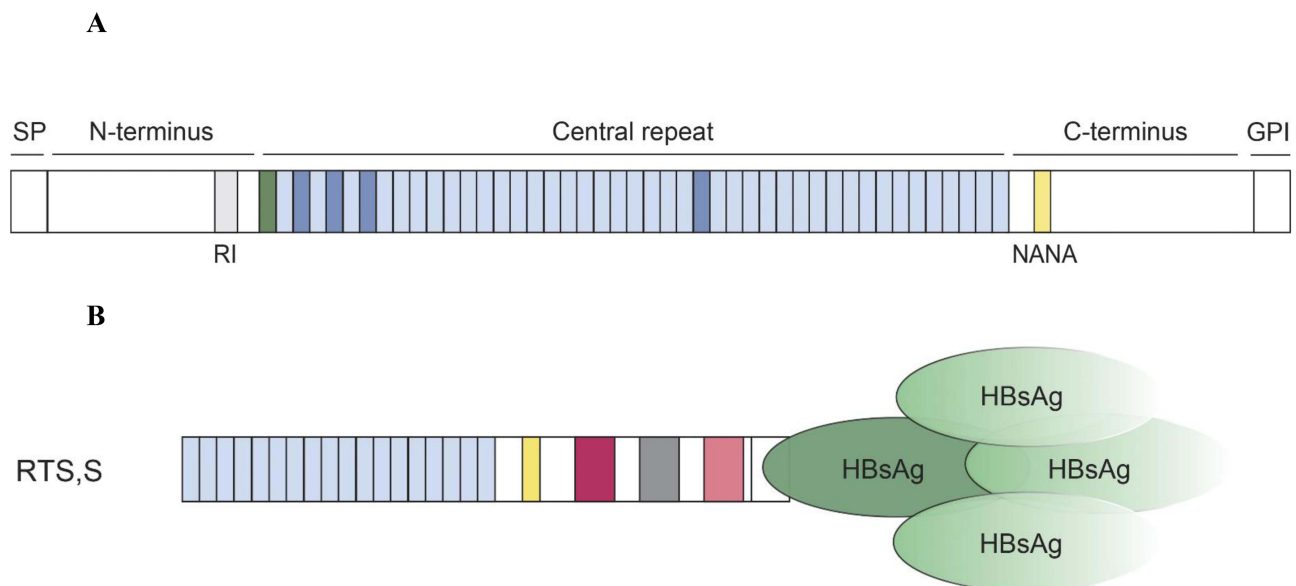 A
SP N-terminus Central repeat C-terminus GPI
RI NANA
B
HBsAg
RTS,S HBsAg HBsAg
HBsAg